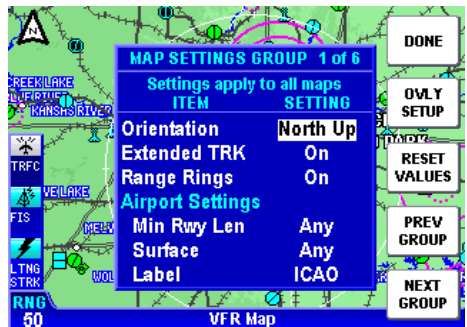 MAP SETTINGS GROUP 1 of 6
Settings apply to all maps
ITEM SETTING
Orientation North Up
Extended TRK On
Range Rings On
Airport Settings
Min Rwy Len Any
Surface Any
Label ICAO
DONE
OVLY
SETUP
RESET
VALUES
PREV
GROUP
NEXT
GROUP
N
KANSAS RIVER
TRFC
FIS
LTNG
STRK
RNG
50
VFR Map